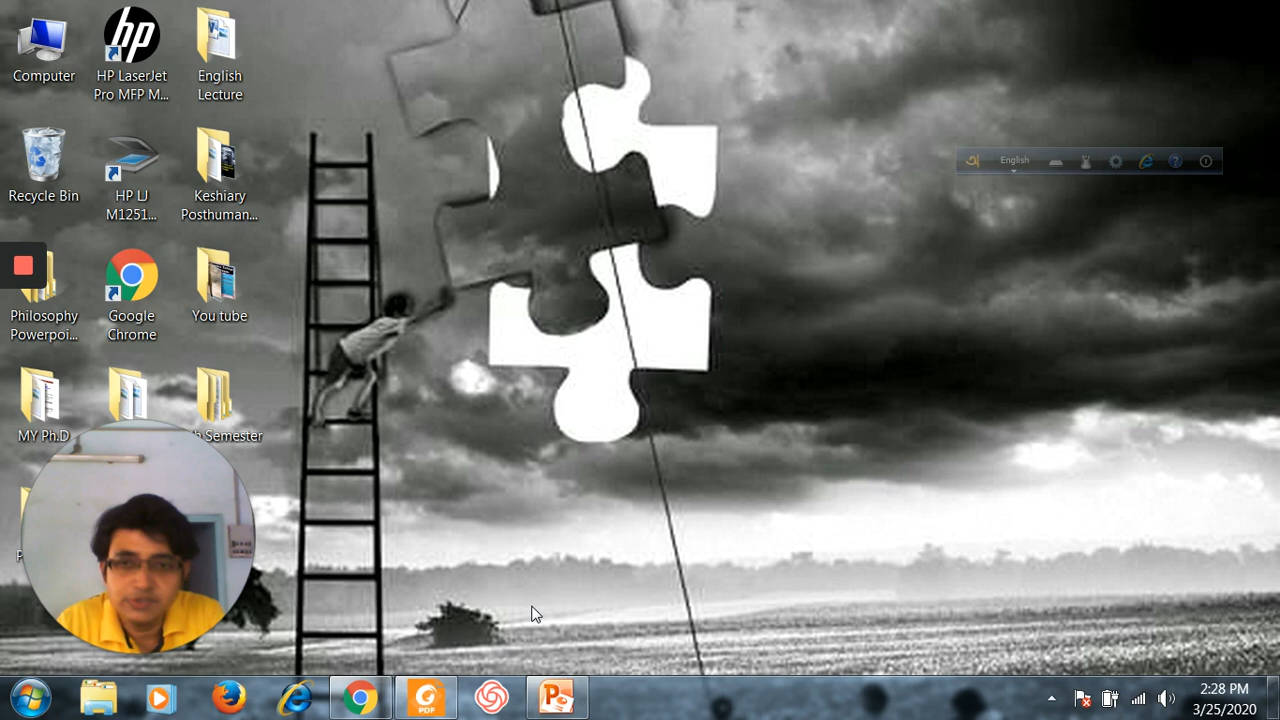 Computer
HP LaserJet
Pro MFP M...
English
Lecture
Recycle Bin
HP LJ
M1251...
Keshiary
Posthuman...
Philosophy
Powerpoi...
Google
Chrome
You tube
MY Ph.D
Semester
hp
English
PDF
2:28 PM
3/25/2020